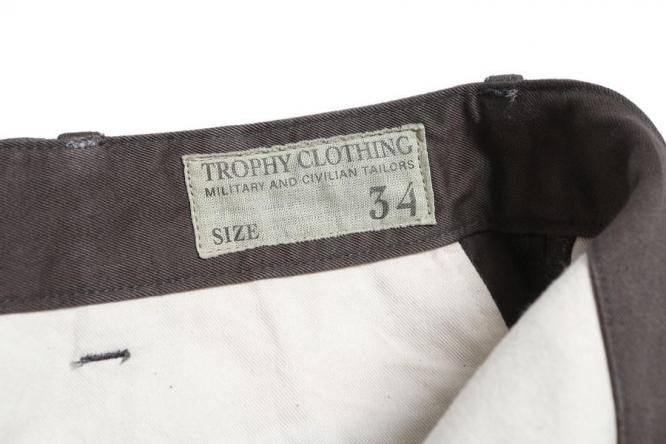 TROPHY CLOTHING
MILITARY AND CIVILIAN TAILORS
SIZE 34